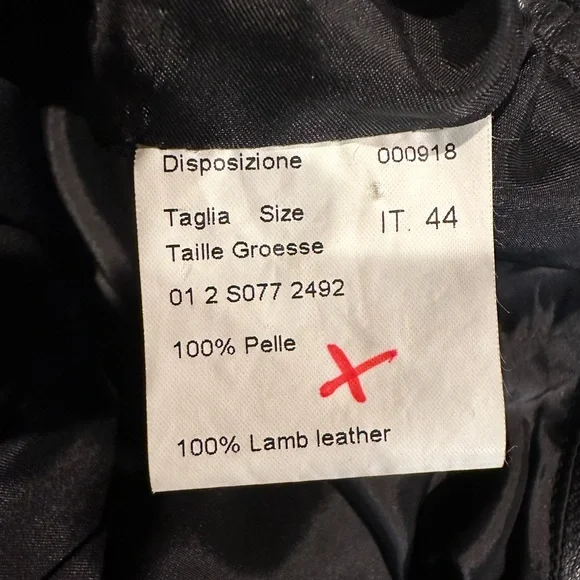 Disposizione 000918
Taglia Size IT. 44
Taille Groesse
01 2 S077 2492
100% Pelle
100% Lamb leather